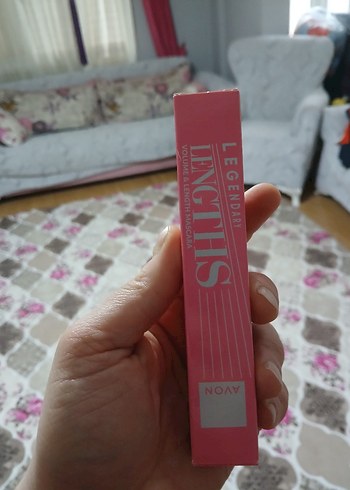 LEGENDARY
LENGTHS
VOLUME & LENGTH MASCARA
AVON